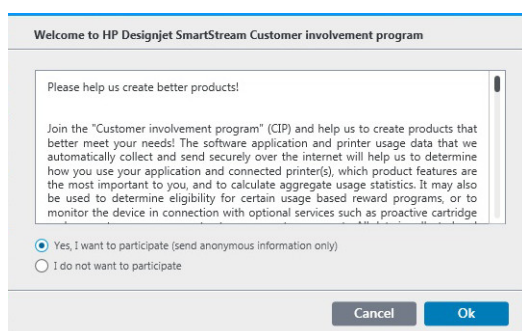 Welcome to HP Designjet SmartStream Customer involvement program
Please help us create better products!
Join the "Customer involvement program" (CIP) and help us to create products that
better meet your needs! The software application and printer usage data that we
automatically collect and send securely over the internet will help us to determine
how you use your application and connected printer(s), which product features are
the most important to you, and to calculate aggregate usage statistics. It may also
be used to determine eligibility for certain usage based reward programs, or to
monitor the device in connection with optional services such as proactive cartridge
Yes, I want to participate (send anonymous information only)
I do not want to participate
Cancel Ok